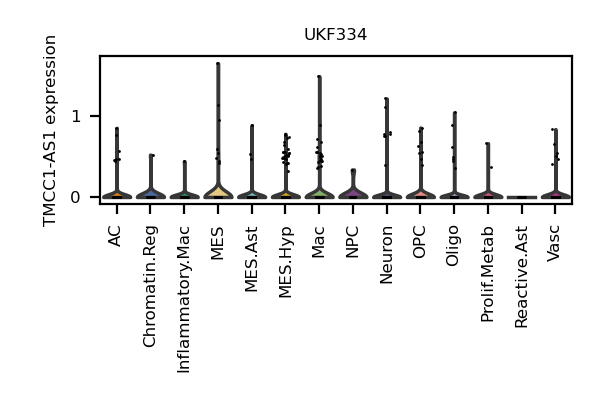 UKF334
TMCC1-AS1 expression
1
0
AC
Chromatin.Reg
Inflammatory.Mac
MES
MES.Ast
MES.Hyp
Mac
NPC
Neuron
OPC
Oligo
Prolif.Metab
Reactive.Ast
Vasc